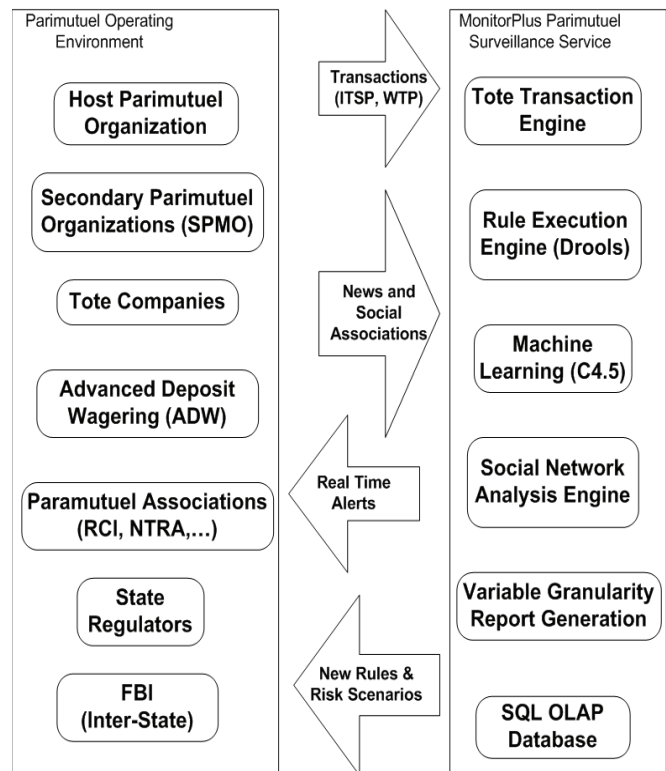 Parimutuel Operating
Environment
Host Parimutuel
Organization
Secondary Parimutuel
Organizations (SPMO)
Tote Companies
Advanced Deposit
Wagering (ADW)
Paramutuel Associations
(RCI, NTRA,...)
State
Regulators
FBI
(Inter-State)
Transactions
(ITSP, WTP)
News and
Social
Associations
Real Time
Alerts
New Rules &
Risk Scenarios
MonitorPlus Parimutuel
Surveillance Service
Tote Transaction
Engine
Rule Execution
Engine (Drools)
Machine
Learning (C4.5)
Social Network
Analysis Engine
Variable Granularity
Report Generation
SQL OLAP
Database